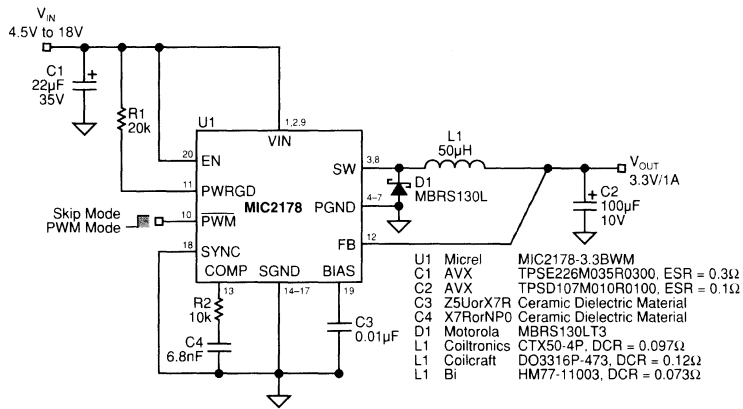 VIN
4.5V to 18V
C1
22µF
35V
R1
20k
U1
1,2,9
VIN
20
EN
11
PWRGD
Skip Mode
PWM Mode
10
PWM
MIC2178
18
SYNC
COMP
SGND
BIAS
SW
3,8
PGND
4–7
FB
12
L1
50µH
D1
MBRS130L
VOUT
3.3V/1A
C2
100µF
10V
13
14–17
19
R2
10k
C4
6.8nF
C3
0.01µF
U1 Micrel MIC2178-3.3BWM
C1 AVX TPSE226M035R0300, ESR = 0.3Ω
C2 AVX TPSD107M010R0100, ESR = 0.1Ω
C3 Z5UorX7R Ceramic Dielectric Material
C4 X7RorNP0 Ceramic Dielectric Material
D1 Motorola MBRS130LT3
L1 Coiltronics CTX50-4P, DCR = 0.097Ω
L1 Coilcraft DO3316P-473, DCR = 0.12Ω
L1 Bi HM77-11003, DCR = 0.073Ω